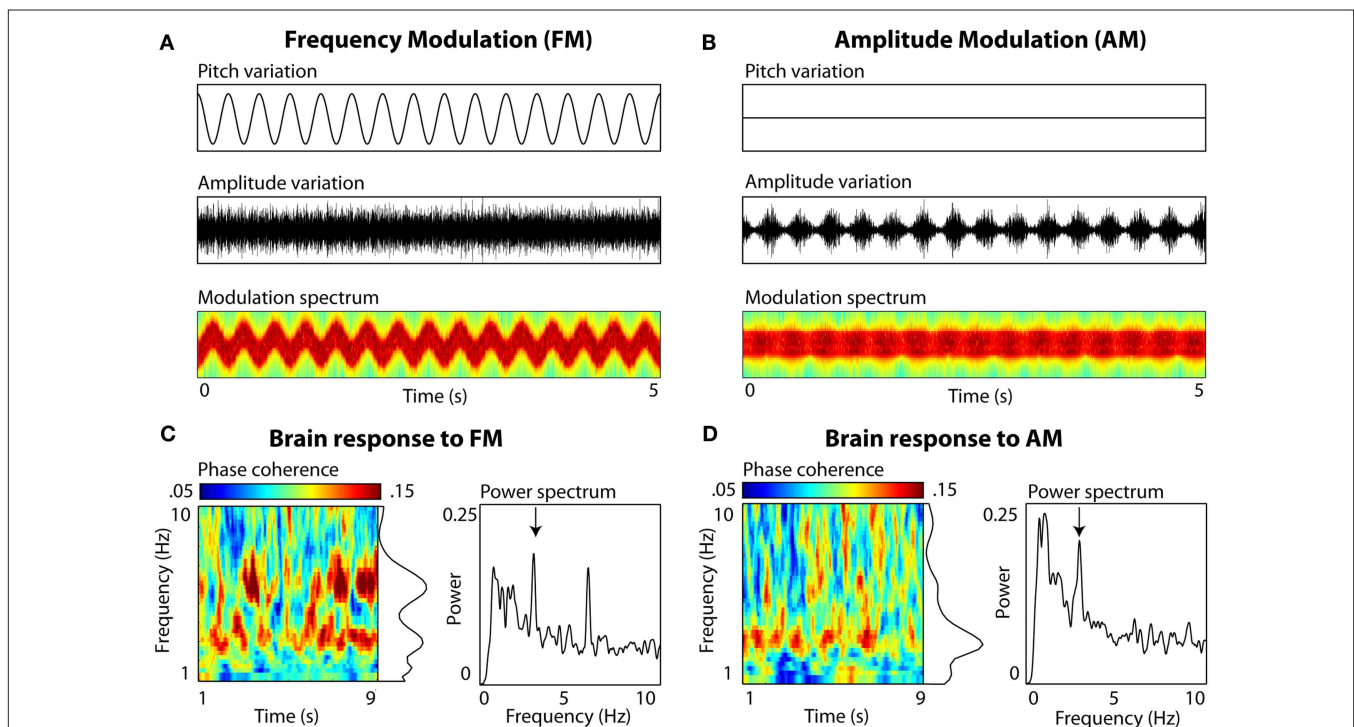 A
Frequency Modulation (FM)
Pitch variation
Amplitude variation
Modulation spectrum
0
Time (s)
5
B
Amplitude Modulation (AM)
Pitch variation
Amplitude variation
Modulation spectrum
0
Time (s)
5
C
Brain response to FM
Phase coherence
.05
.15
10
Frequency (Hz)
1
1
9
Time (s)
Power spectrum
0.25
Power
0
0
5
10
Frequency (Hz)
D
Brain response to AM
Phase coherence
.05
.15
10
Frequency (Hz)
1
1
9
Time (s)
Power spectrum
0.25
Power
0
0
5
10
Frequency (Hz)